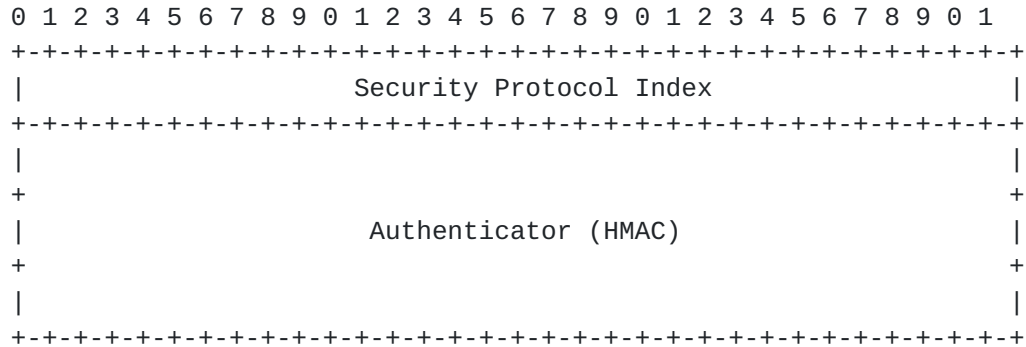 0 1 2 3 4 5 6 7 8 9 0 1 2 3 4 5 6 7 8 9 0 1 2 3 4 5 6 7 8 9 0 1
+-+-+-+-+-+-+-+-+-+-+-+-+-+-+-+-+-+-+-+-+-+-+-+-+-+-+-+-+-+-+-+-+
|                     Security Protocol Index                   |
+-+-+-+-+-+-+-+-+-+-+-+-+-+-+-+-+-+-+-+-+-+-+-+-+-+-+-+-+-+-+-+-+
|                                                               |
+                                                               +
|                      Authenticator (HMAC)                     |
+                                                               +
|                                                               |
+-+-+-+-+-+-+-+-+-+-+-+-+-+-+-+-+-+-+-+-+-+-+-+-+-+-+-+-+-+-+-+-+